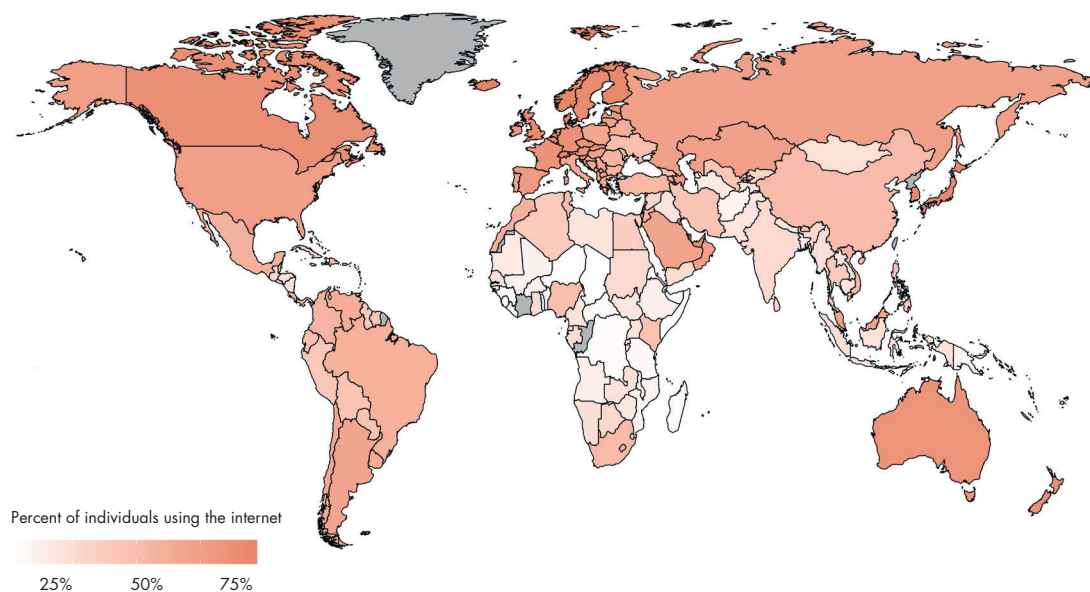 Percent of individuals using the internet
25% 50% 75%